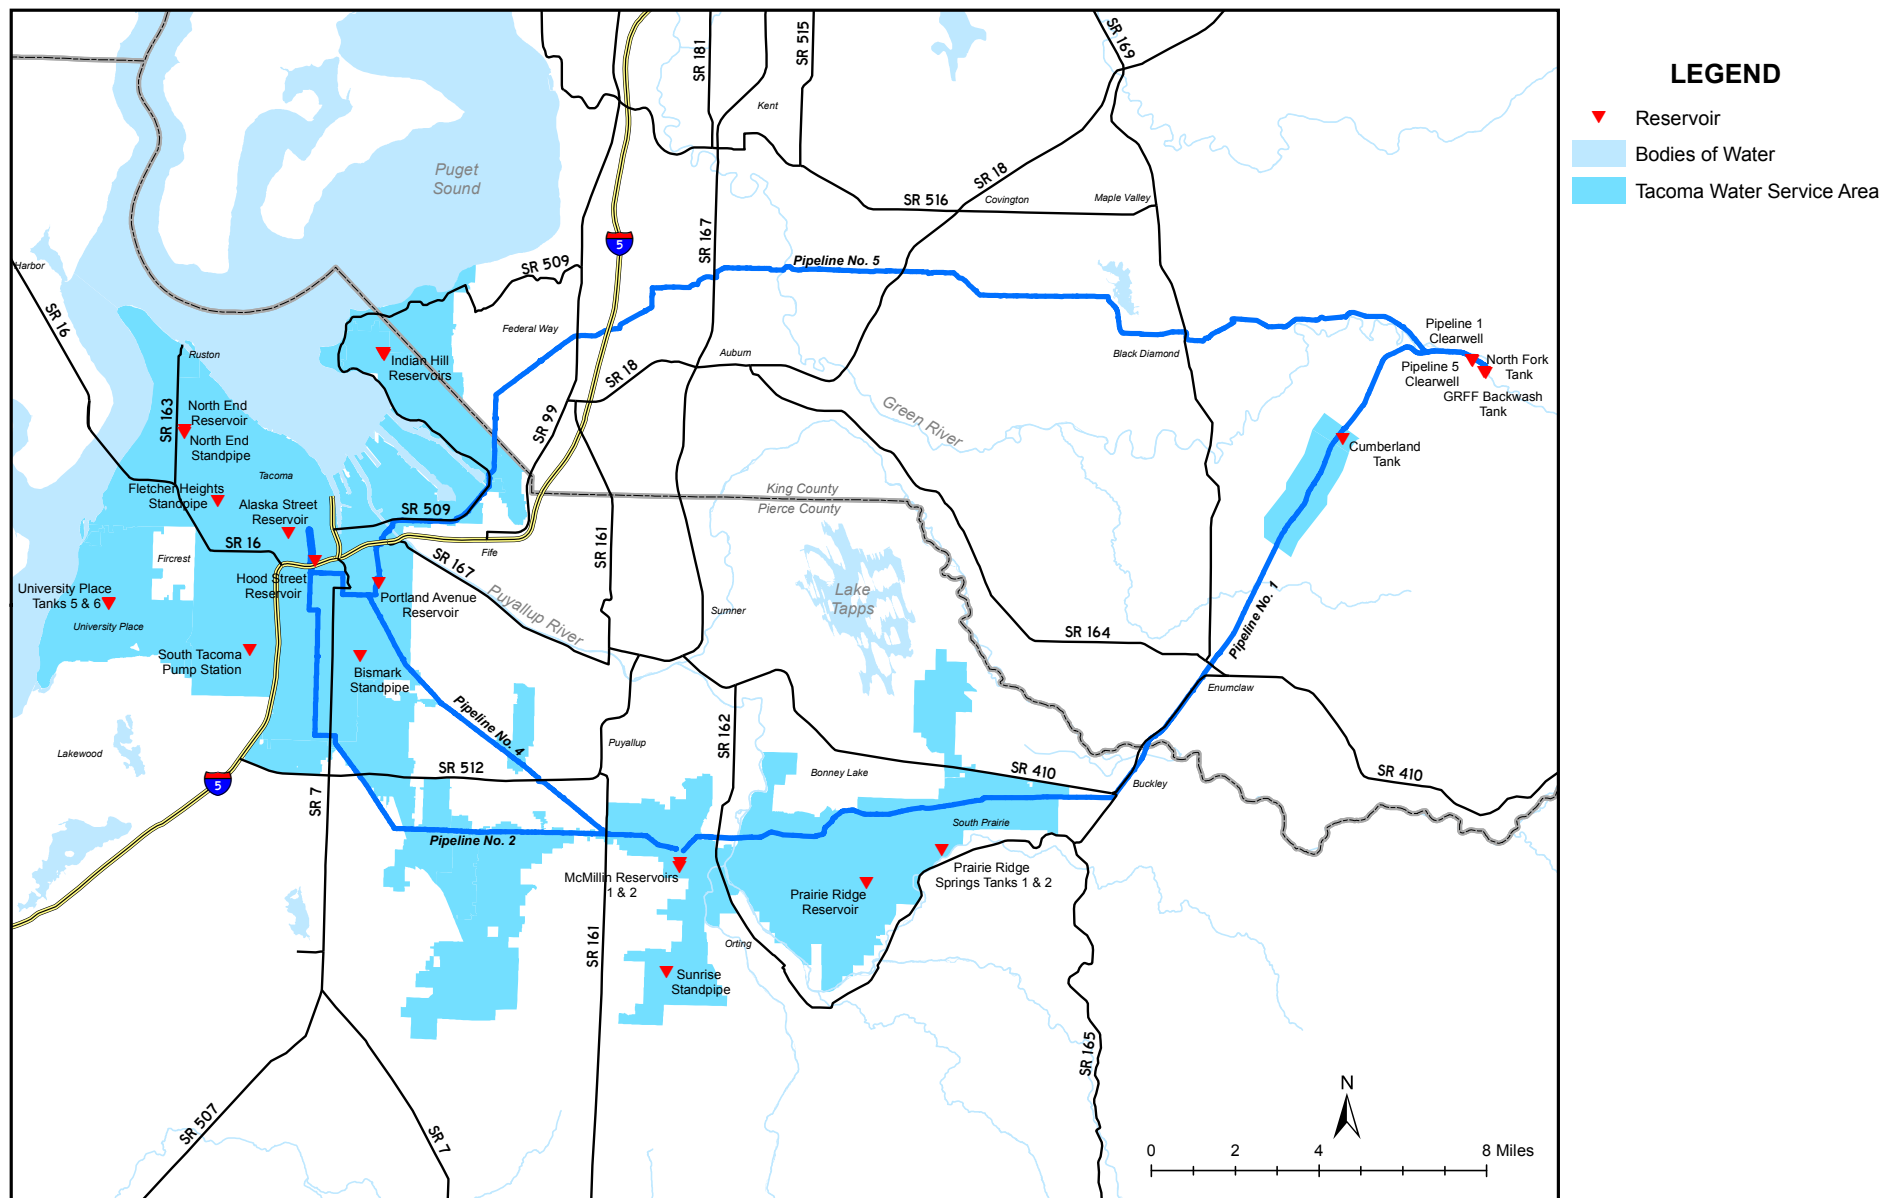 LEGEND
Reservoir
Bodies of Water
Tacoma Water Service Area
SR 181
SR 515
SR 169
Kent
Puget
Sound
SR 18
SR 516
Covington
Maple Valley
SR 167
5
Harbor
SR 509
Pipeline No. 5
SR 16
Federal Way
Ruston
Indian Hill
Reservoirs
SR 18
Auburn
Black Diamond
Pipeline 1
Clearwell
Pipeline 5
Clearwell
North Fork
Tank
GRFF Backwash
Tank
SR 163
North End
Reservoir
North End
Standpipe
SR 99
Green River
Cumberland
Tank
Tacoma
Fletcher Heights
Standpipe
Alaska Street
Reservoir
SR 509
King County
Pierce County
SR 16
Fircrest
SR 167
Fife
SR 161
Hood Street
Reservoir
University Place
Tanks 5 & 6
Portland Avenue
Reservoir
Puyallup River
Sumner
Lake
Tapps
Pipeline No. 1
University Place
SR 164
South Tacoma
Pump Station
Bismark
Standpipe
Enumclaw
Pipeline No. 4
SR 162
Puyallup
Lakewood
SR 512
Bonney Lake
SR 410
Buckley
SR 410
5
SR 7
South Prairie
Pipeline No. 2
McMillin Reservoirs
1 & 2
Prairie Ridge
Springs Tanks 1 & 2
Prairie Ridge
Reservoir
SR 161
Orting
Sunrise
Standpipe
SR 165
N
SR 507
SR 7
0 2 4 8 Miles